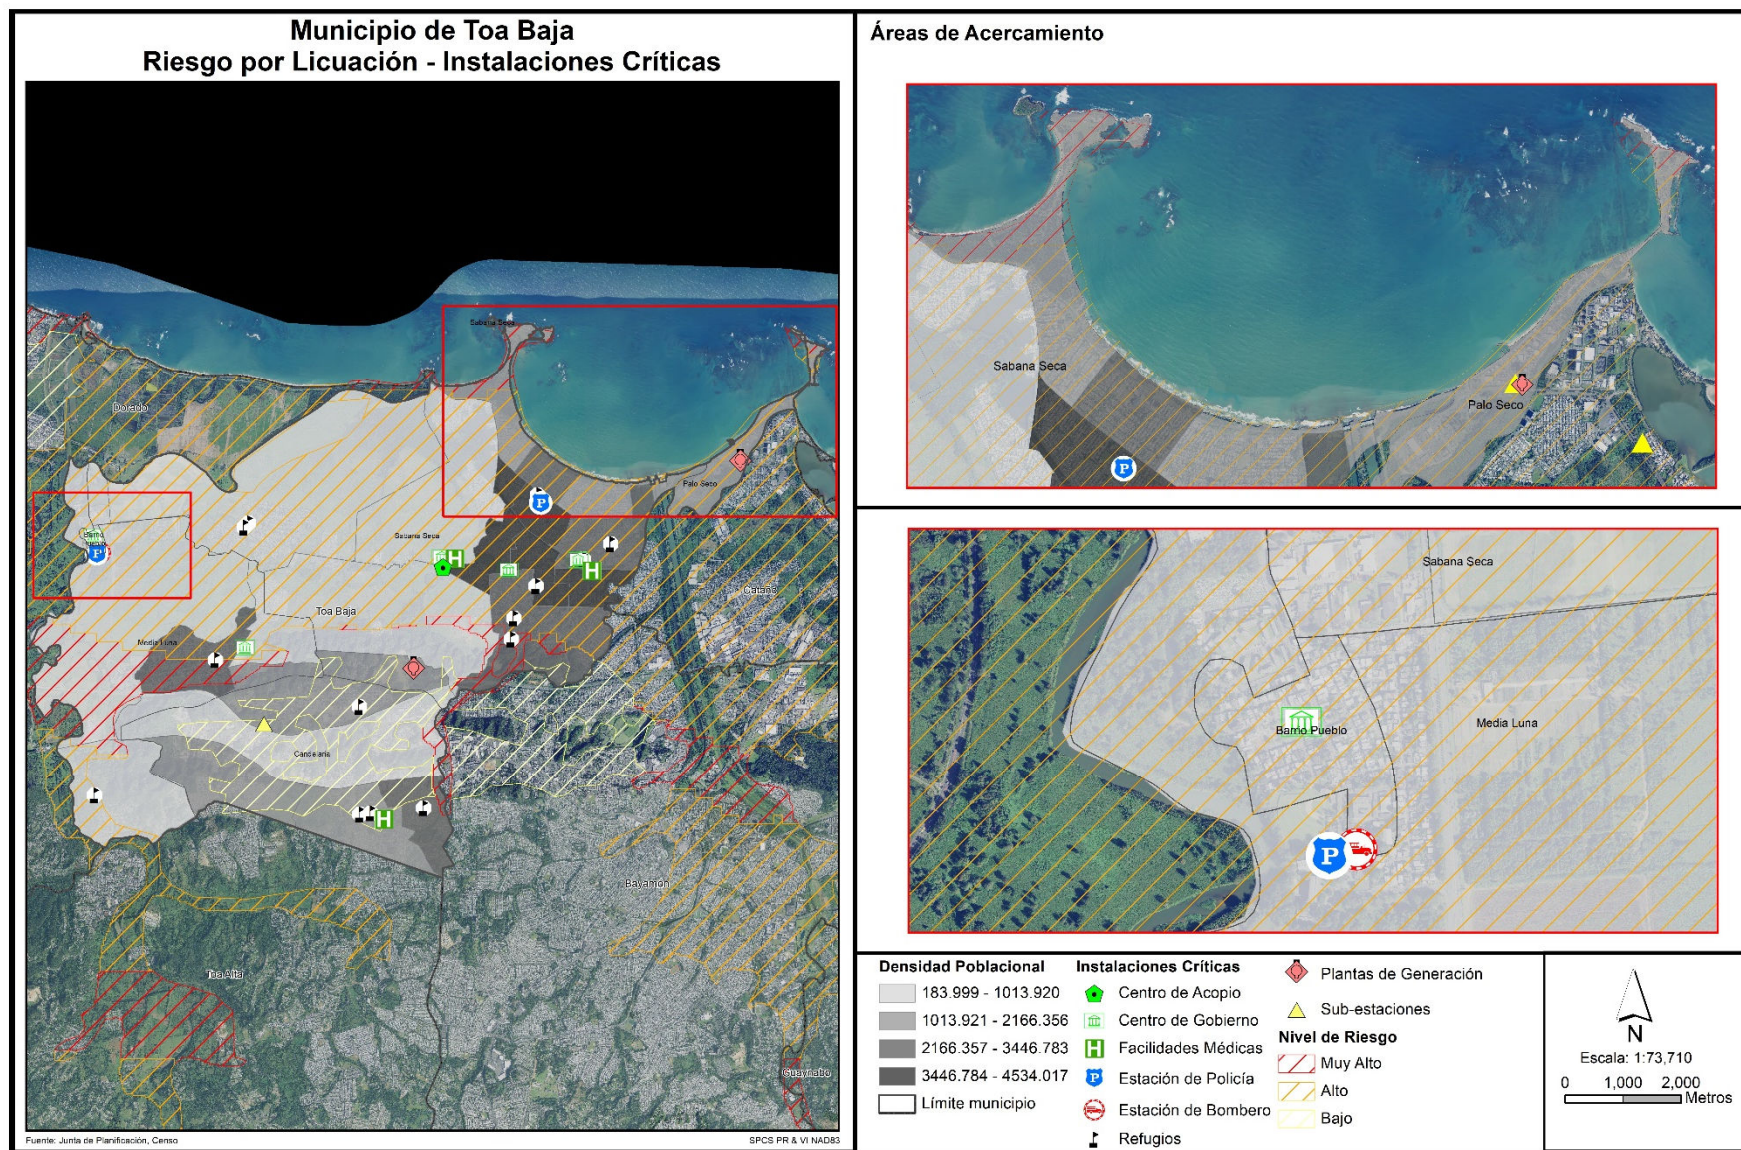 Municipio de Toa Baja
Riesgo por Licuación - Instalaciones Críticas
Sabana Seca
Dorado
Palo Seco
Barrio
Sabana Seca
Cataño
Toa Baja
Media Luna
Candelaria
Bayamón
Toa Alta
Guaynabo
Fuente: Junta de Planificación, Censo
SPCS PR & VI NAD83
Áreas de Acercamiento
Sabana Seca
Palo Seco
P
Sabana Seca
Barrio Pueblo
Media Luna
P
Densidad Poblacional
183.999 - 1013.920
1013.921 - 2166.356
2166.357 - 3446.783
3446.784 - 4534.017
Límite municipio
Instalaciones Críticas
Centro de Acopio
Centro de Gobierno
H Facilidades Médicas
P Estación de Policía
Estación de Bombero
Refugios
Plantas de Generación
Sub-estaciones
Nivel de Riesgo
Muy Alto
Alto
Bajo
N
Escala: 1:73,710
0 1,000 2,000
Metros